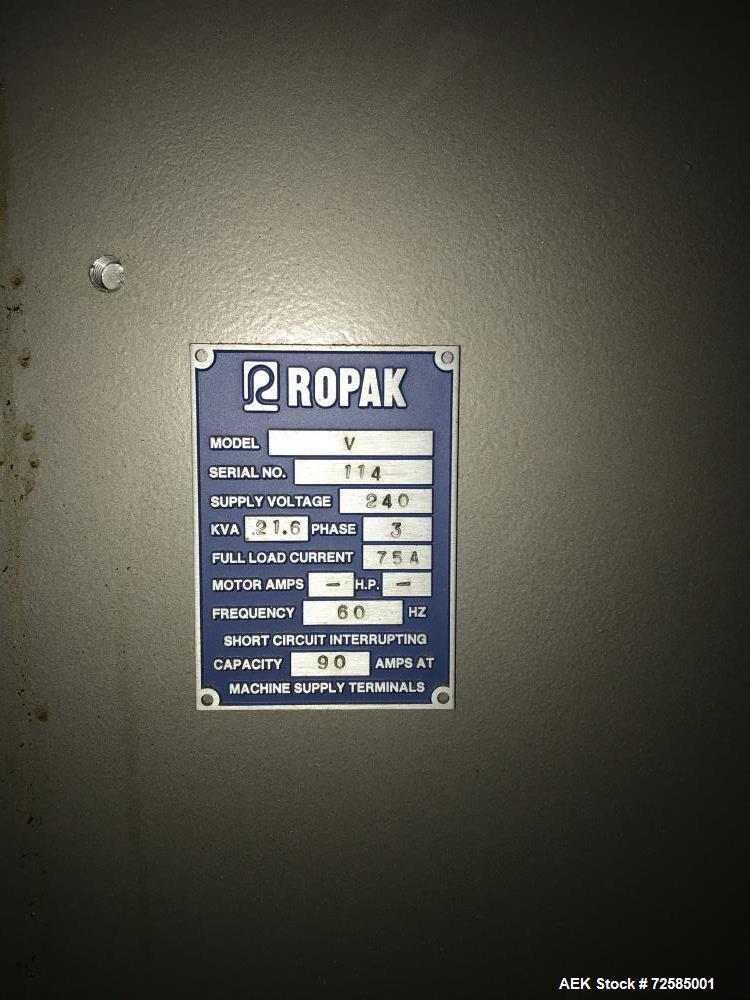 ROPAK
MODEL V
SERIAL NO. 114
SUPPLY VOLTAGE 240
KVA 21.6 PHASE 3
FULL LOAD CURRENT 75A
MOTOR AMPS - H.P. -
FREQUENCY 60 HZ
SHORT CIRCUIT INTERRUPTING
CAPACITY 90 AMPS AT
MACHINE SUPPLY TERMINALS
AEK Stock # 72585001